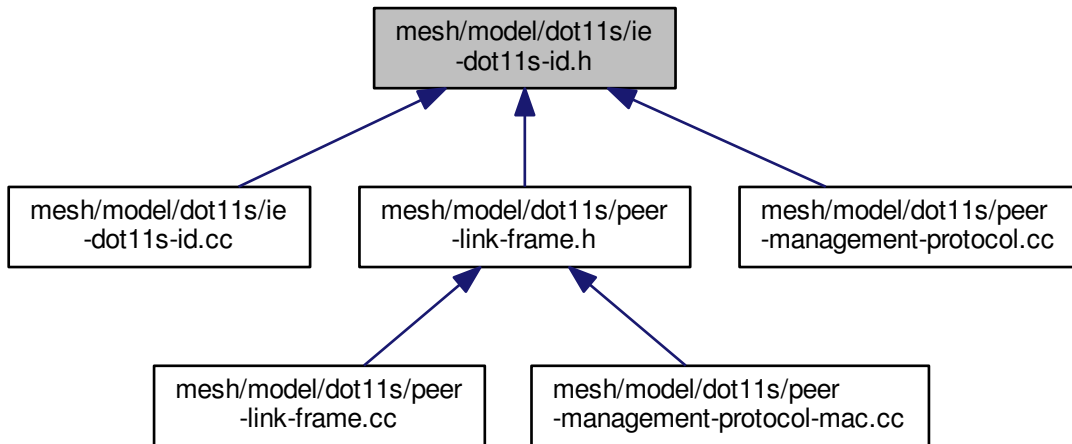 mesh/model/dot11s/ie
-dot11s-id.h
mesh/model/dot11s/ie
-dot11s-id.cc
mesh/model/dot11s/peer
-link-frame.h
mesh/model/dot11s/peer
-management-protocol.cc
mesh/model/dot11s/peer
-link-frame.cc
mesh/model/dot11s/peer
-management-protocol-mac.cc